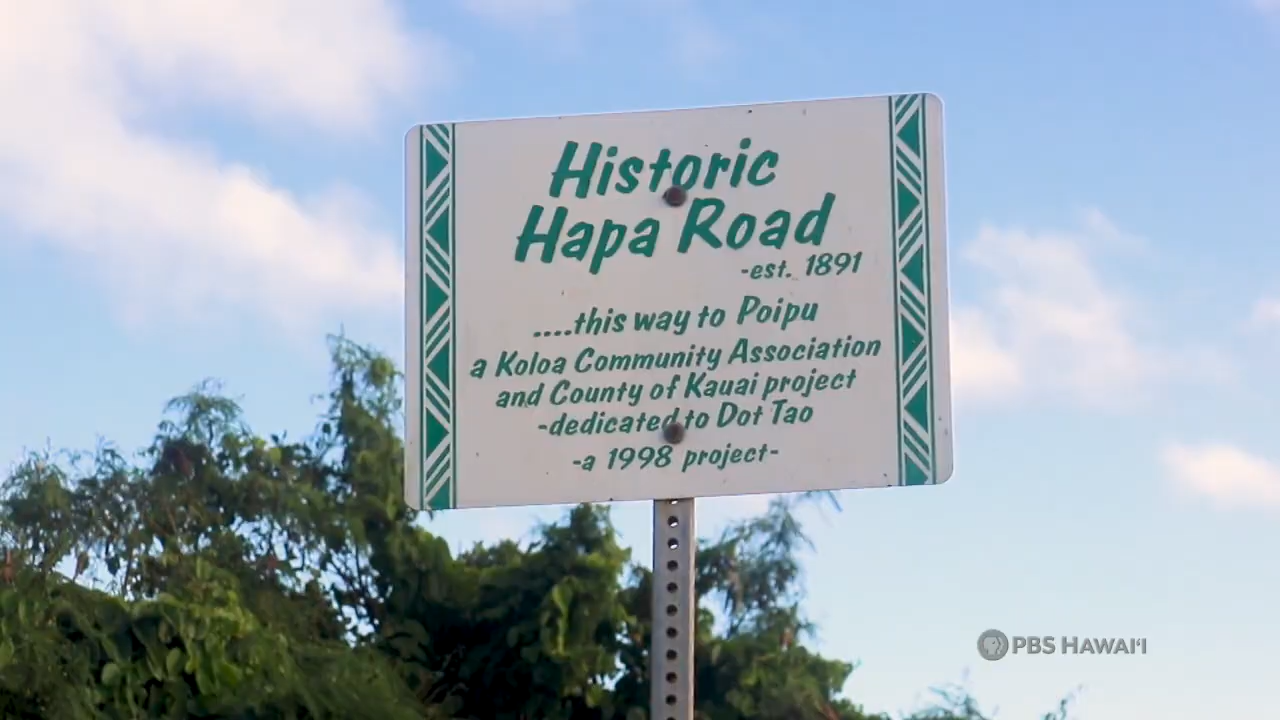 Historic
Hapa Road
-est. 1891
....this way to Poipu
a Koloa Community Association
and County of Kauai project
-dedicated to Dot Tao
-a 1998 project-
PBS HAWAIʻI